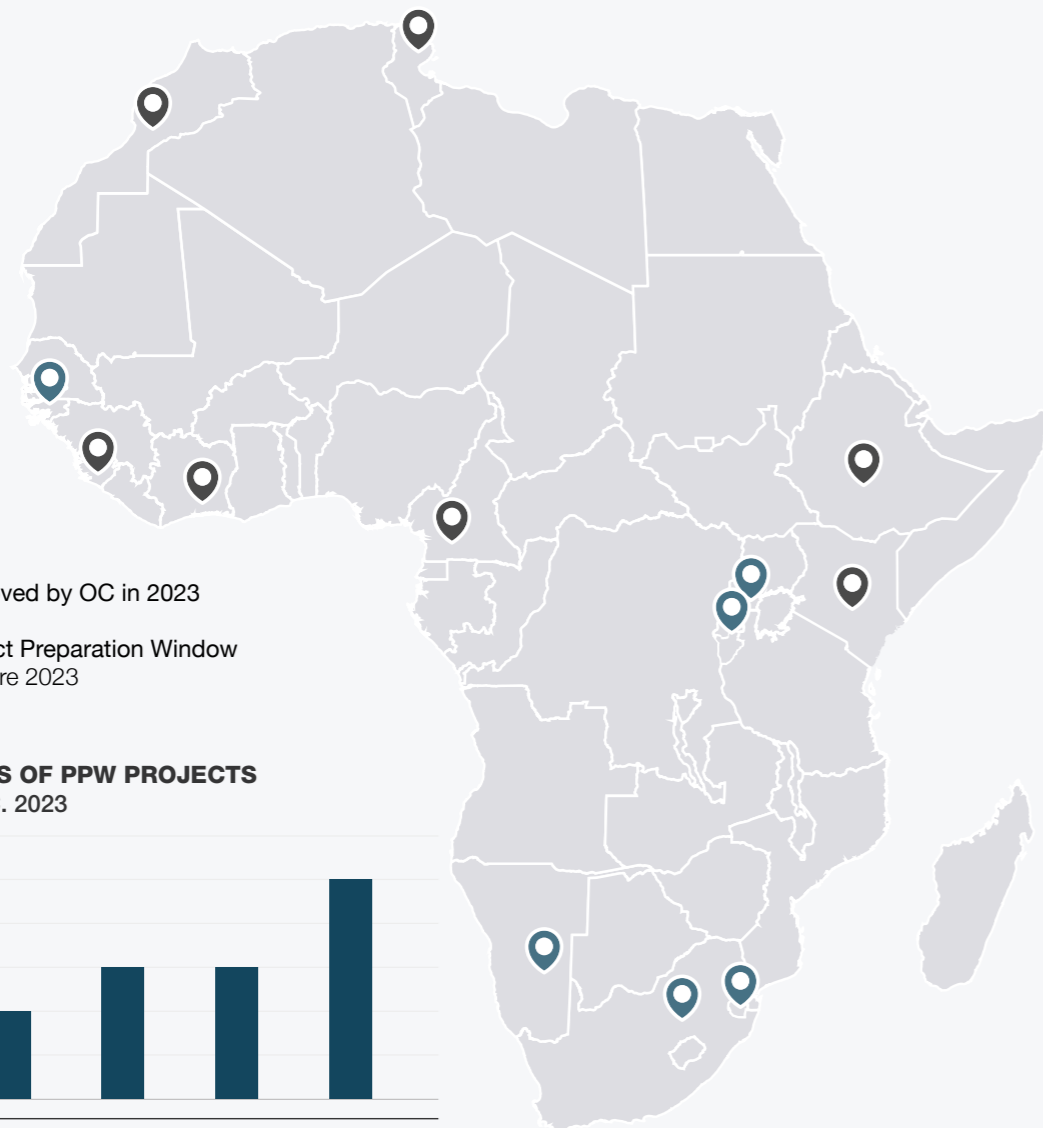 ved by OC in 2023
ct Preparation Window
re 2023
S OF PPW PROJECTS
. 2023